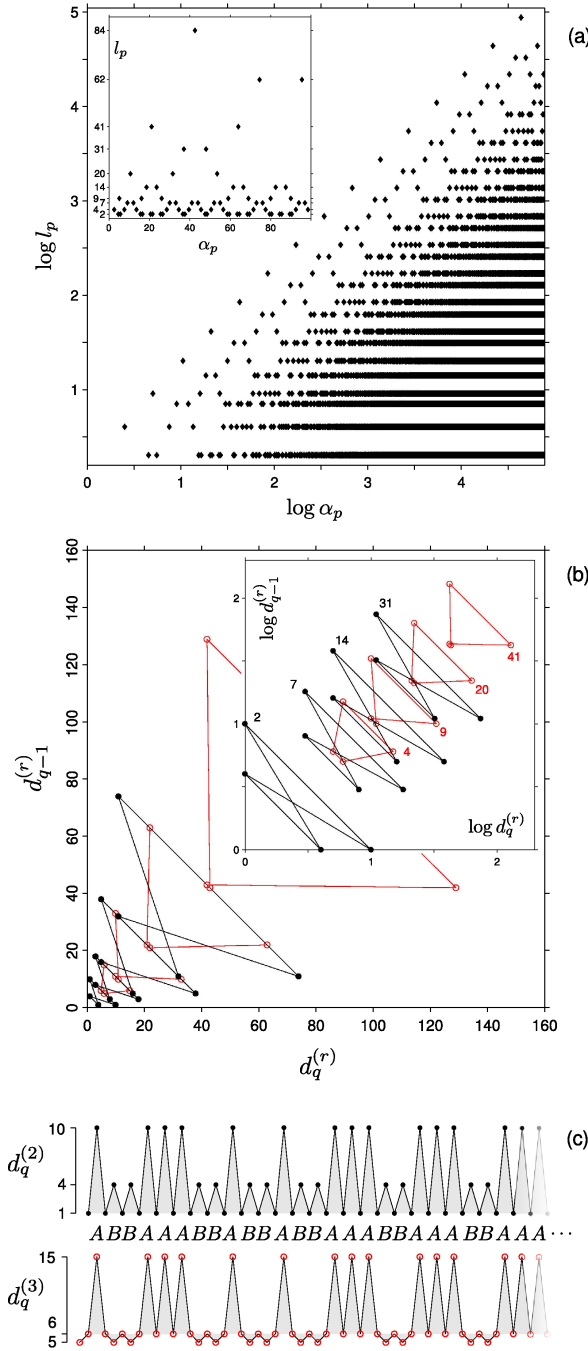 (a)
5
4
3
2
1
log l_p
0 1 2 3 4
log α_p
84
62
41
31
20
14
9 7
4 2
l_p
0 20 40 60 80
α_p
(b)
160
140
120
100
80
60
40
20
0
d_{q-1}^{(r)}
0 20 40 60 80 100 120 140 160
d_q^{(r)}
2
1
0
log d_{q-1}^{(r)}
31
14
7
2
41
20
9
4
log d_q^{(r)}
0 1 2
(c)
10
d_q^{(2)}
4
1
A B B A A A B B A B B A B B A A A B B A A B B A A A ···
15
d_q^{(3)}
6
5